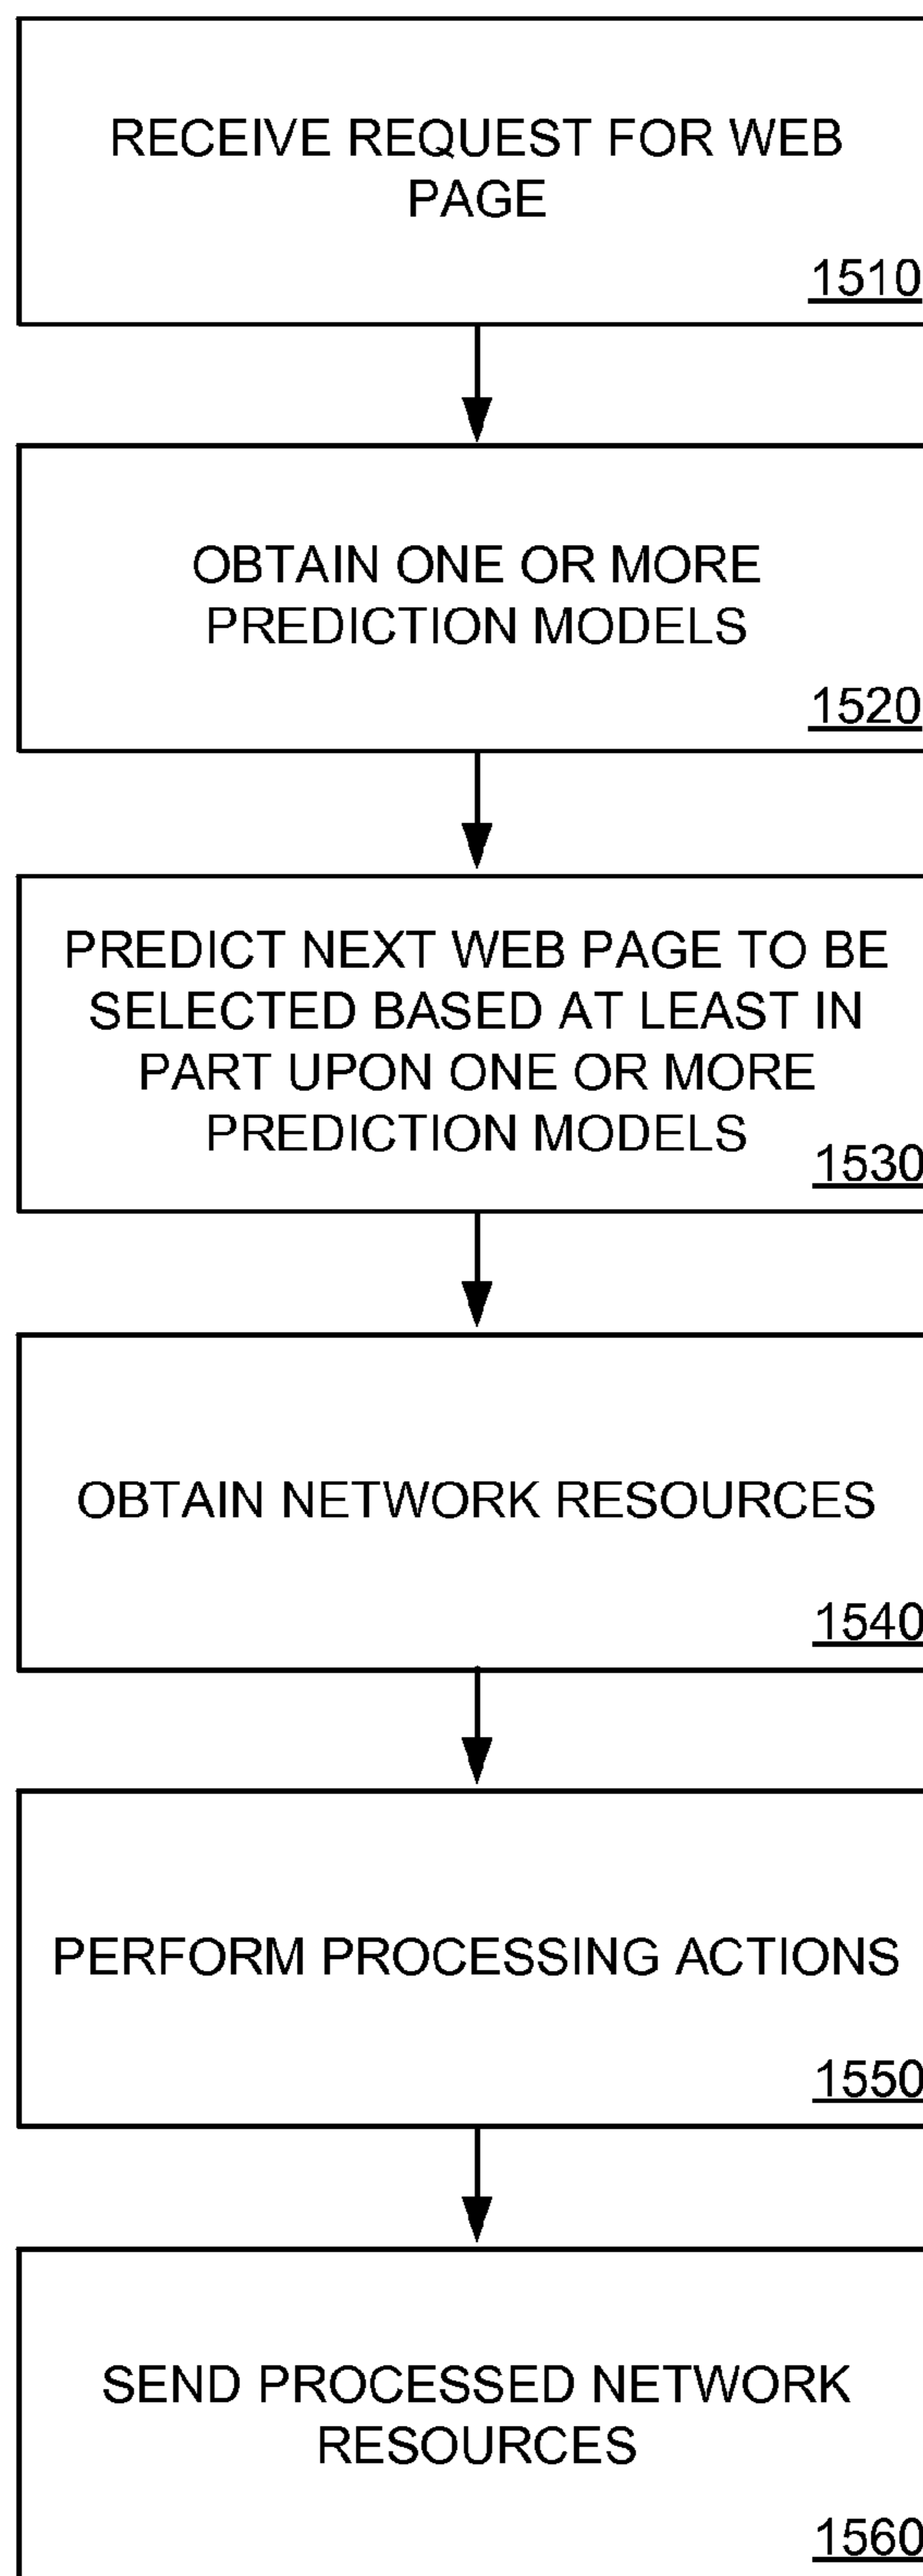 RECEIVE REQUEST FOR WEB
PAGE
1510
OBTAIN ONE OR MORE
PREDICTION MODELS
1520
PREDICT NEXT WEB PAGE TO BE
SELECTED BASED AT LEAST IN
PART UPON ONE OR MORE
PREDICTION MODELS
1530
OBTAIN NETWORK RESOURCES
1540
PERFORM PROCESSING ACTIONS
1550
SEND PROCESSED NETWORK
RESOURCES
1560